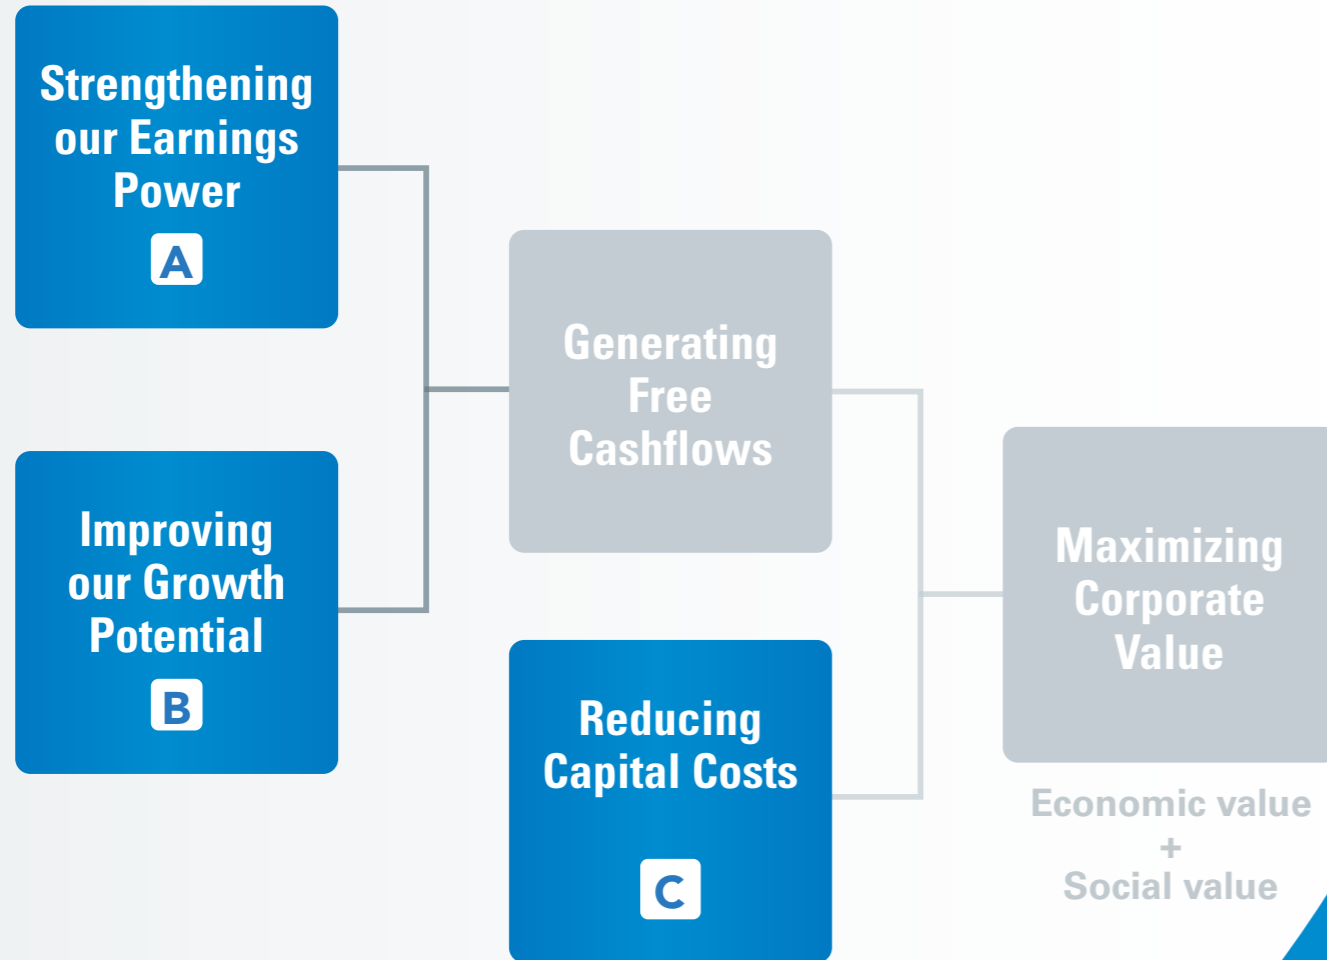 Strengthening
our Earnings
Power
A
Improving
our Growth
Potential
B
Generating
Free
Cashflows
Reducing
Capital Costs
C
Maximizing
Corporate
Value
Economic value
+
Social value